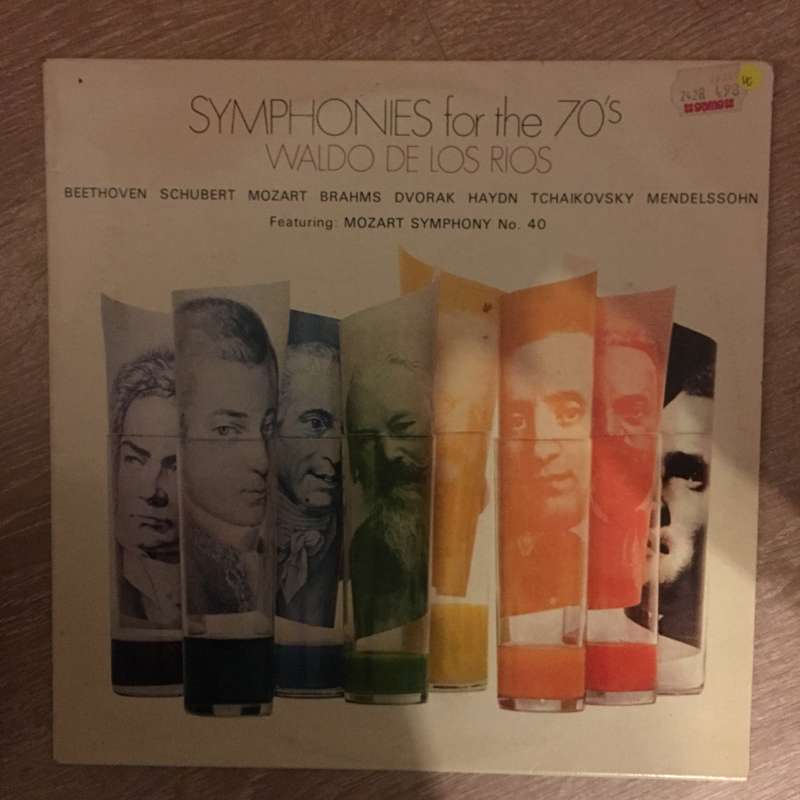 SYMPHONIES for the 70's
WALDO DE LOS RIOS
BEETHOVEN SCHUBERT MOZART BRAHMS DVORAK HAYDN TCHAIKOVSKY MENDELSSOHN
Featuring: MOZART SYMPHONY No. 40